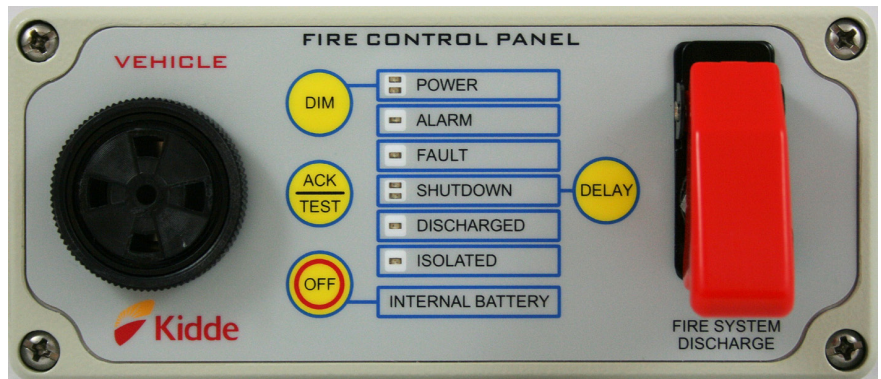 FIRE CONTROL PANEL
VEHICLE
DIM
POWER
ALARM
FAULT
ACK
TEST
SHUTDOWN
DELAY
DISCHARGED
ISOLATED
OFF
INTERNAL BATTERY
Kidde
FIRE SYSTEM
DISCHARGE